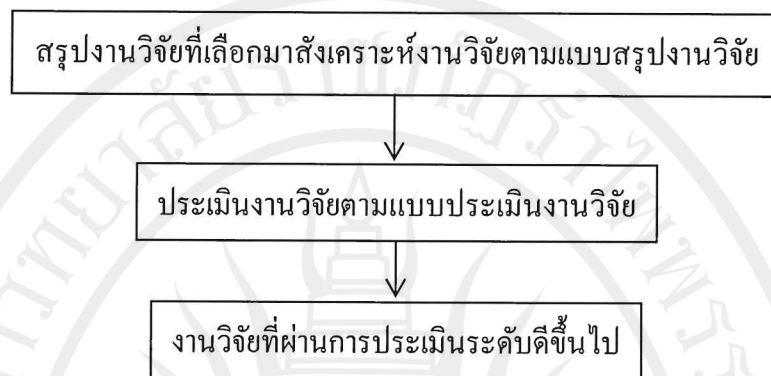 สรุปงานวิจัยที่เลือกมาสังเคราะห์งานวิจัยตามแบบสรุปงานวิจัย
ประเมินงานวิจัยตามแบบประเมินงานวิจัย
งานวิจัยที่ผ่านการประเมินระดับดีขึ้นไป